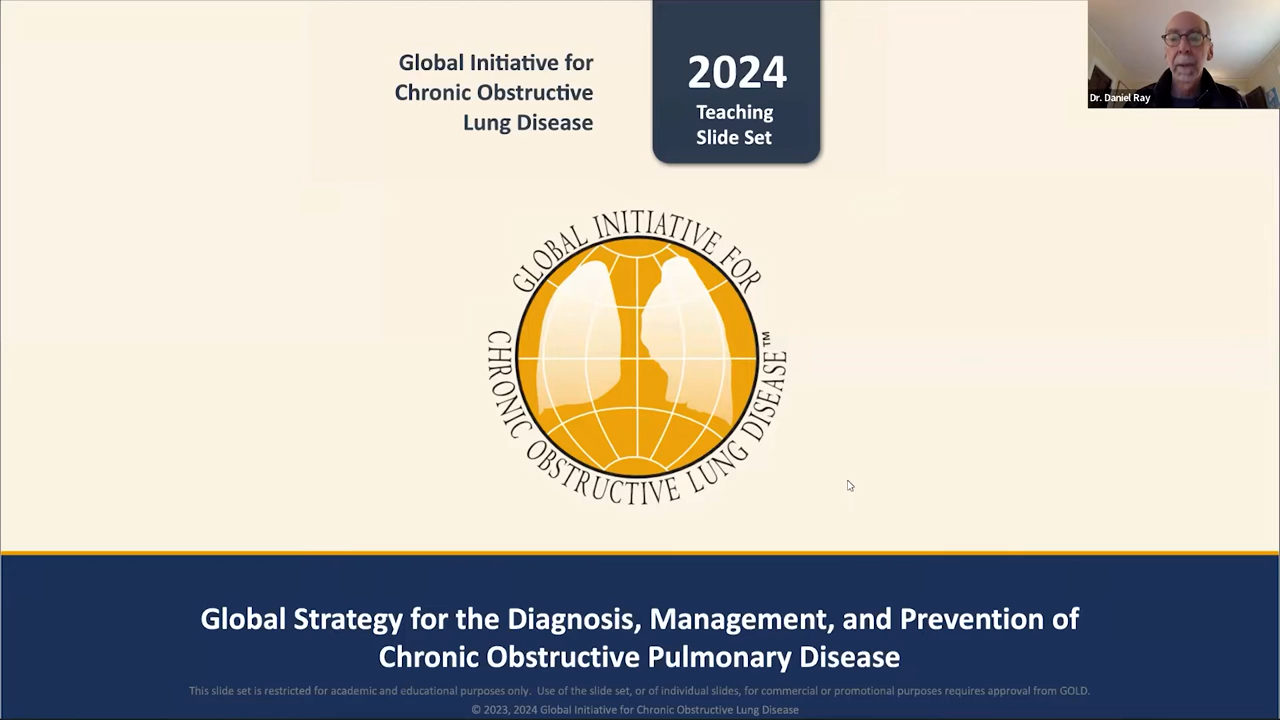 Global Initiative for
Chronic Obstructive
Lung Disease
2024
Teaching
Slide Set
Dr. Daniel Ray
GLOBAL INITIATIVE FOR
CHRONIC OBSTRUCTIVE LUNG DISEASE™
Global Strategy for the Diagnosis, Management, and Prevention of
Chronic Obstructive Pulmonary Disease
This slide set is restricted for academic and educational purposes only. Use of the slide set, or of individual slides, for commercial or promotional purposes requires approval from GOLD.
© 2023, 2024 Global Initiative for Chronic Obstructive Lung Disease